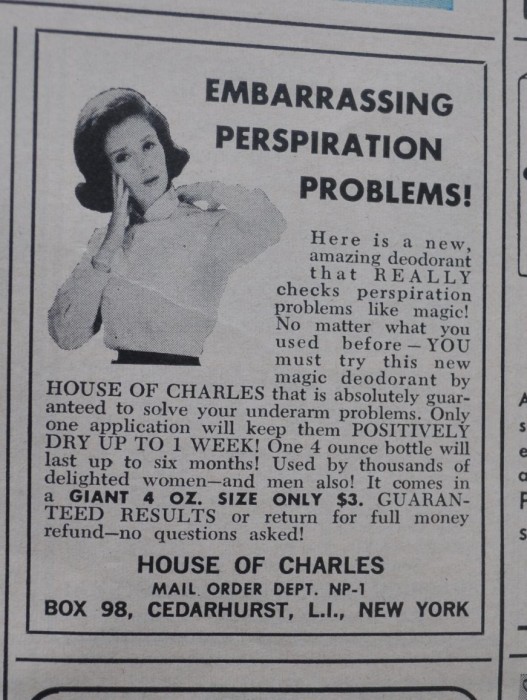 EMBARRASSING
PERSPIRATION
PROBLEMS!
Here is a new,
amazing deodorant
that REALLY
checks perspiration
problems like magic!
No matter what you
used before — YOU
must try this new
magic deodorant by
HOUSE OF CHARLES that is absolutely guar-
anteed to solve your underarm problems. Only
one application will keep them POSITIVELY
DRY UP TO 1 WEEK! One 4 ounce bottle will
last up to six months! Used by thousands of
delighted women—and men also! It comes in
a GIANT 4 OZ. SIZE ONLY $3. GUARAN-
TEED RESULTS or return for full money
refund—no questions asked!
HOUSE OF CHARLES
MAIL ORDER DEPT. NP-1
BOX 98, CEDARHURST, L.I., NEW YORK